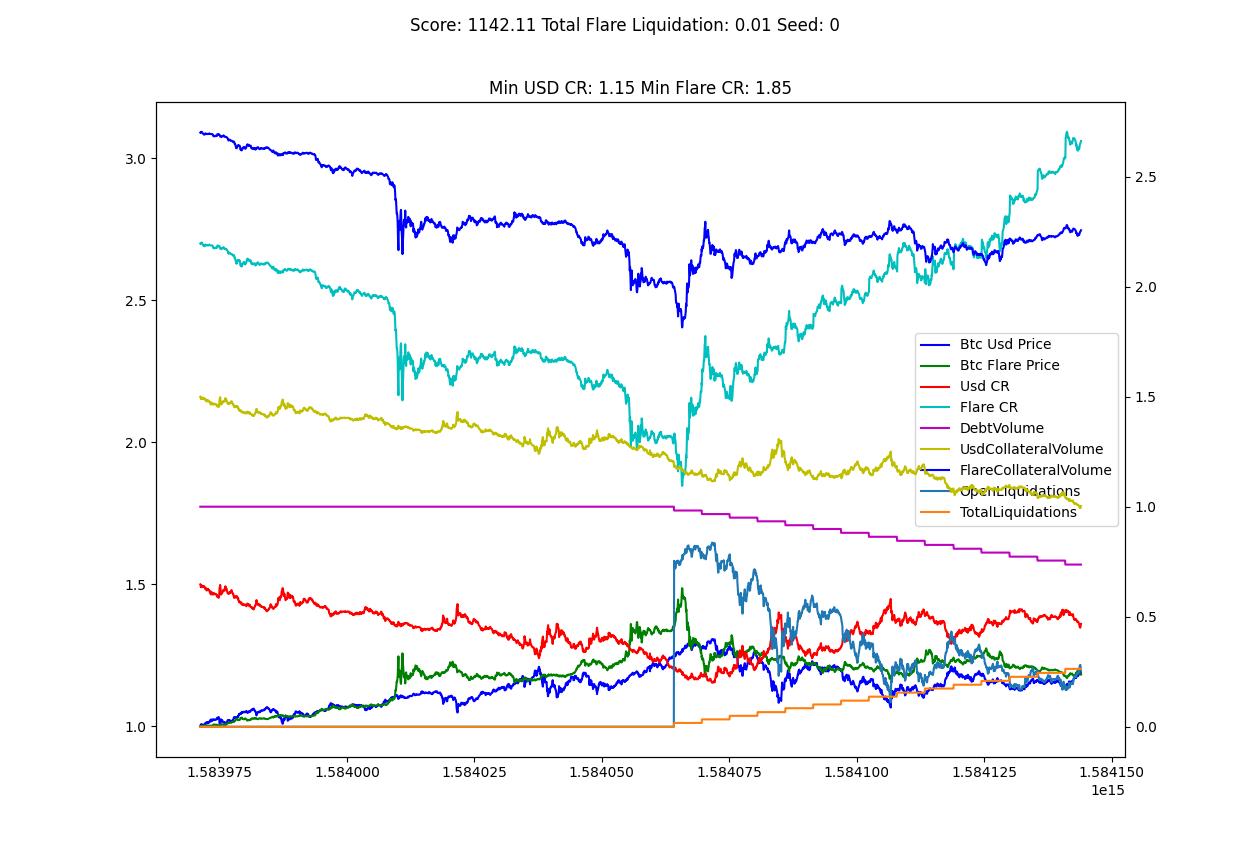 Score: 1142.11 Total Flare Liquidation: 0.01 Seed: 0
Min USD CR: 1.15 Min Flare CR: 1.85
3.0
2.5
2.0
1.5
1.0
2.5
2.0
1.5
1.0
0.5
0.0
Btc Usd Price
Btc Flare Price
Usd CR
Flare CR
DebtVolume
UsdCollateralVolume
FlareCollateralVolume
OpenLiquidations
TotalLiquidations
1.583975 1.584000 1.584025 1.584050 1.584075 1.584100 1.584125 1.584150
1e15